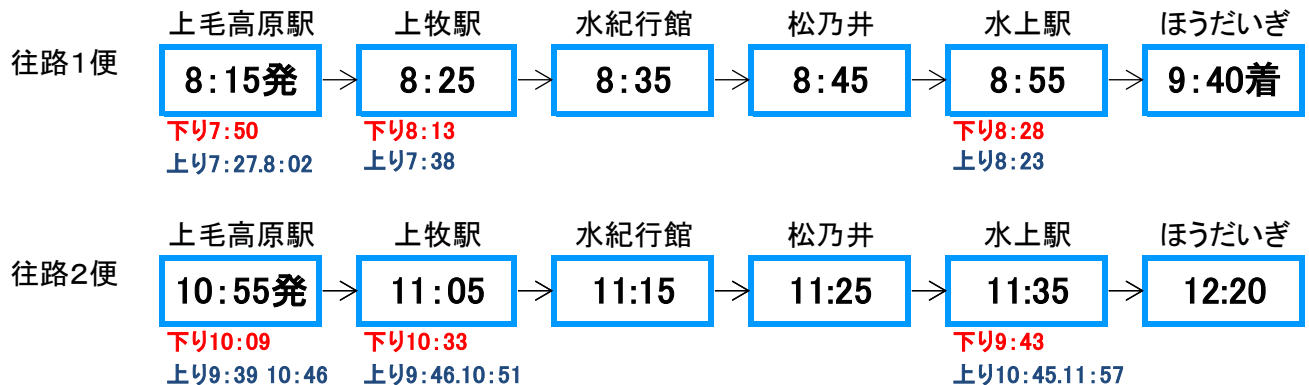 上毛高原駅 上牧駅 水紀行館 松乃井 水上駅 ほうだいぎ
往路1便 8:15発 → 8:25 → 8:35 → 8:45 → 8:55 → 9:40着
下り7:50 下り8:13 下り8:28
上り7:27.8:02 上り7:38 上り8:23
上毛高原駅 上牧駅 水紀行館 松乃井 水上駅 ほうだいぎ
往路2便 10:55発 → 11:05 → 11:15 → 11:25 → 11:35 → 12:20
下り10:09 下り10:33 下り9:43
上り9:39 10:46 上り9:46.10:51 上り10:45.11:57